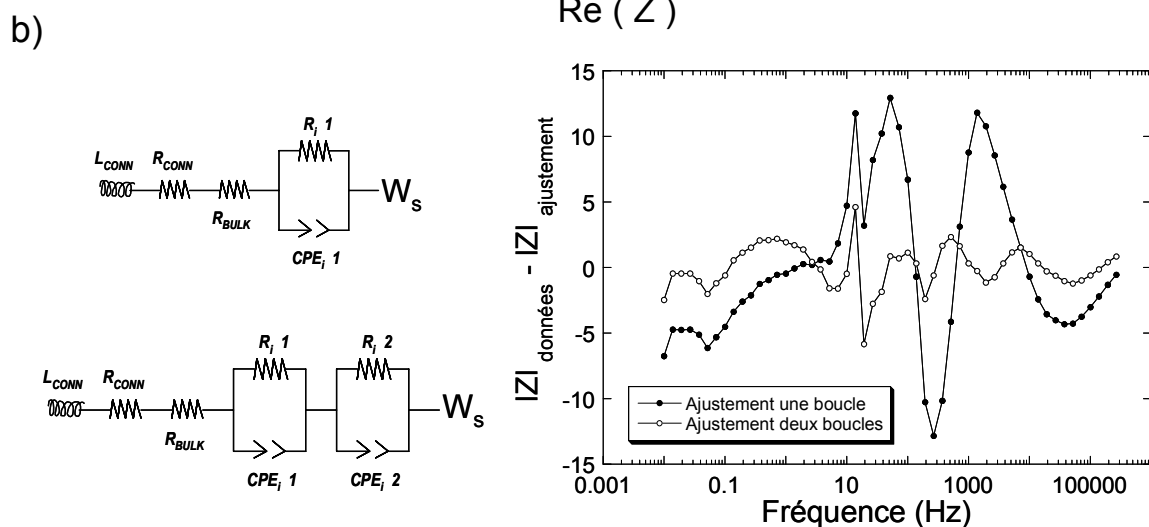 Re ( Z )
b)
R_i 1
L_CONN
R_CONN
R_BULK
CPE_i 1
W_s
R_i 1
R_i 2
L_CONN
R_CONN
R_BULK
CPE_i 1
CPE_i 2
W_s
|Z|données - |Z|ajustement
15
10
5
0
-5
-10
-15
Ajustement une boucle
Ajustement deux boucles
0.001
0.1
10
1000
100000
Fréquence (Hz)